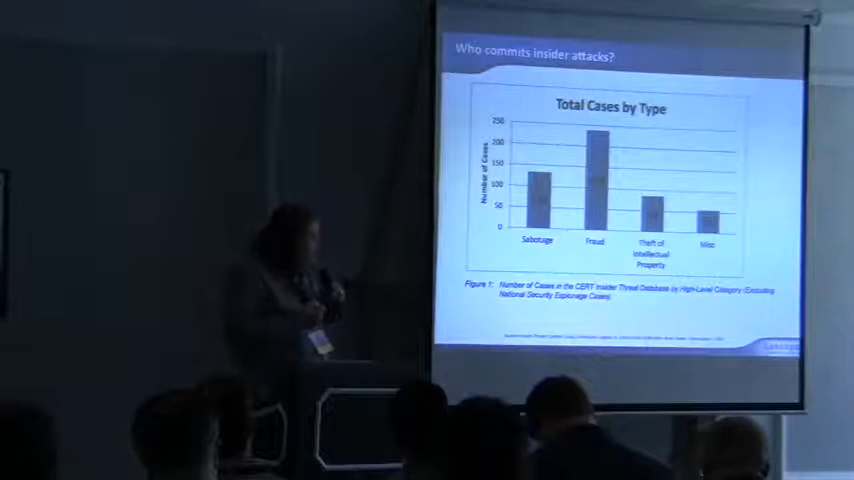 Who commits insider attacks?
Total Cases by Type
Number of Cases
250
200
150
100
50
0
Sabotage
Fraud
Theft of
Intellectual
Property
Misc
Figure 1: Number of Cases in the CERT Insider Threat Database by High-Level Category (Excluding
National Security Espionage Cases)